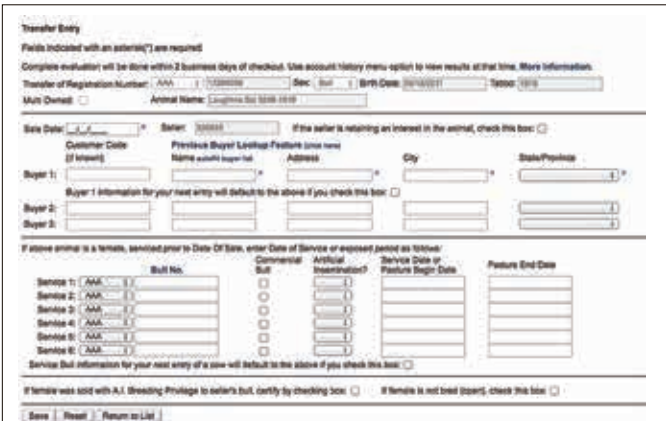 Transfer Entry
Fields indicated with an asterisk(*) are required
Complete evaluation will be done within 2 business days of checkout. Use account history menu option to view results at that time. More information.
Transfer of Registration Number: AAA Sex: Bull Birth Date: Tattoo:
Multi Owned: Animal Name:
Sale Date: __/__/____ * Seller: If the seller is retaining an interest in the animal, check this box:
Customer Code Previous Buyer Lookup Feature (click here)
(if known) Name Address City State/Province
Buyer 1: * * * *
Buyer 1 information for your next entry will default to the above if you check this box:
Buyer 2:
Buyer 3:
If above animal is a female, serviced prior to Date Of Sale, enter Date of Service or exposed period as follows:
Bull No. Commercial Bull Artificial Insemination? Service Date or Pasture Begin Date Pasture End Date
Service 1: AAA
Service 2: AAA
Service 3: AAA
Service 4: AAA
Service 5: AAA
Service 6: AAA
Service Bull information for your next entry of a cow will default to the above if you check this box:
If female was sold with A.I. Breeding Privilege to seller's bull, certify by checking box: If female is not bred (open), check this box:
Save Reset Return to List